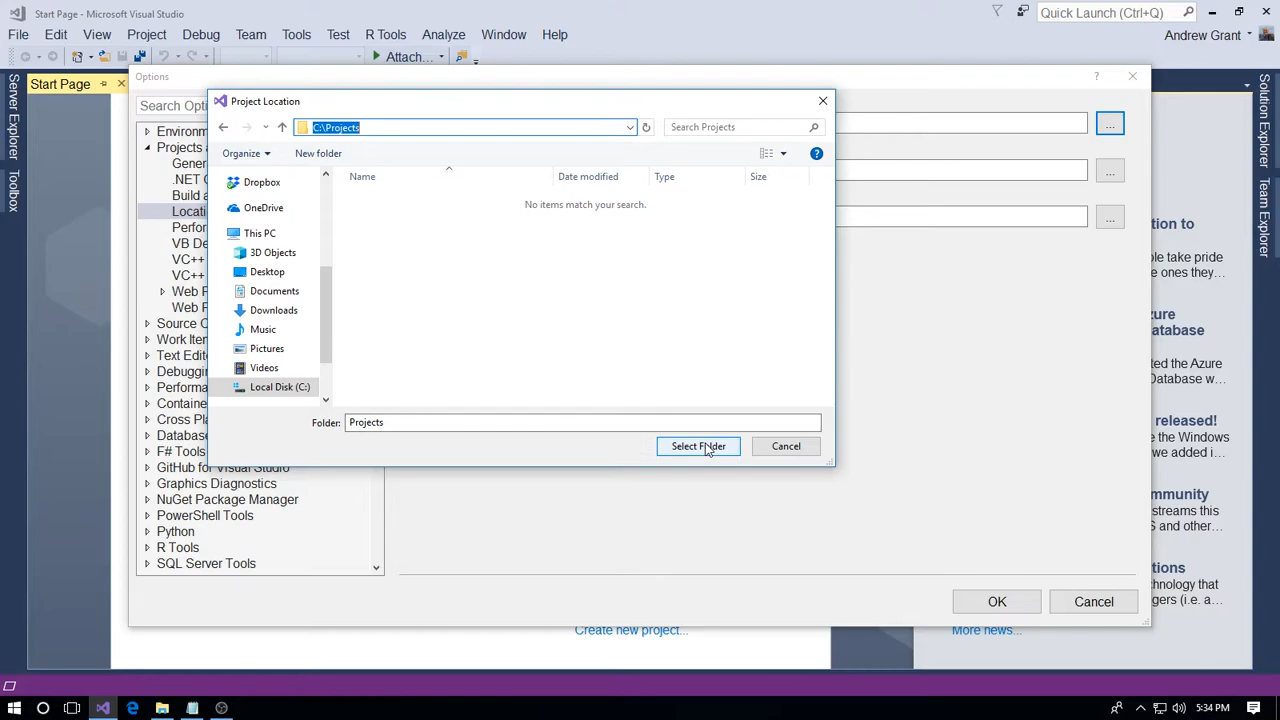 Start Page - Microsoft Visual Studio
Quick Launch (Ctrl+Q)
File Edit View Project Debug Team Tools Test R Tools Analyze Window Help
Andrew Grant
Attach...
Start Page
Server Explorer
Toolbox
Solution Explorer
Team Explorer
Options
?
Search Opti
Environm
Projects a
Gener
.NET C
Build a
Locati
Perfor
VB De
VC++
VC++
Web P
Web P
Source C
Work Iten
Text Edite
Debuggin
Performa
Containe
Cross Pla
Database
F# Tools
GitHub for Visual Studio
Graphics Diagnostics
NuGet Package Manager
PowerShell Tools
Python
R Tools
SQL Server Tools
...
...
...
Project Location
C:\Projects
Search Projects
Organize
New folder
?
Name
Date modified
Type
Size
No items match your search.
Dropbox
OneDrive
This PC
3D Objects
Desktop
Documents
Downloads
Music
Pictures
Videos
Local Disk (C:)
Folder: Projects
Select Folder
Cancel
OK
Cancel
tion to
ple take pride
e ones they...
zure
atabase
ted the Azure
Database w...
released!
the Windows
we added i...
mmunity
streams this
S and other...
tions
chnology that
gers (i.e. a...
Create new project...
More news...
5:34 PM